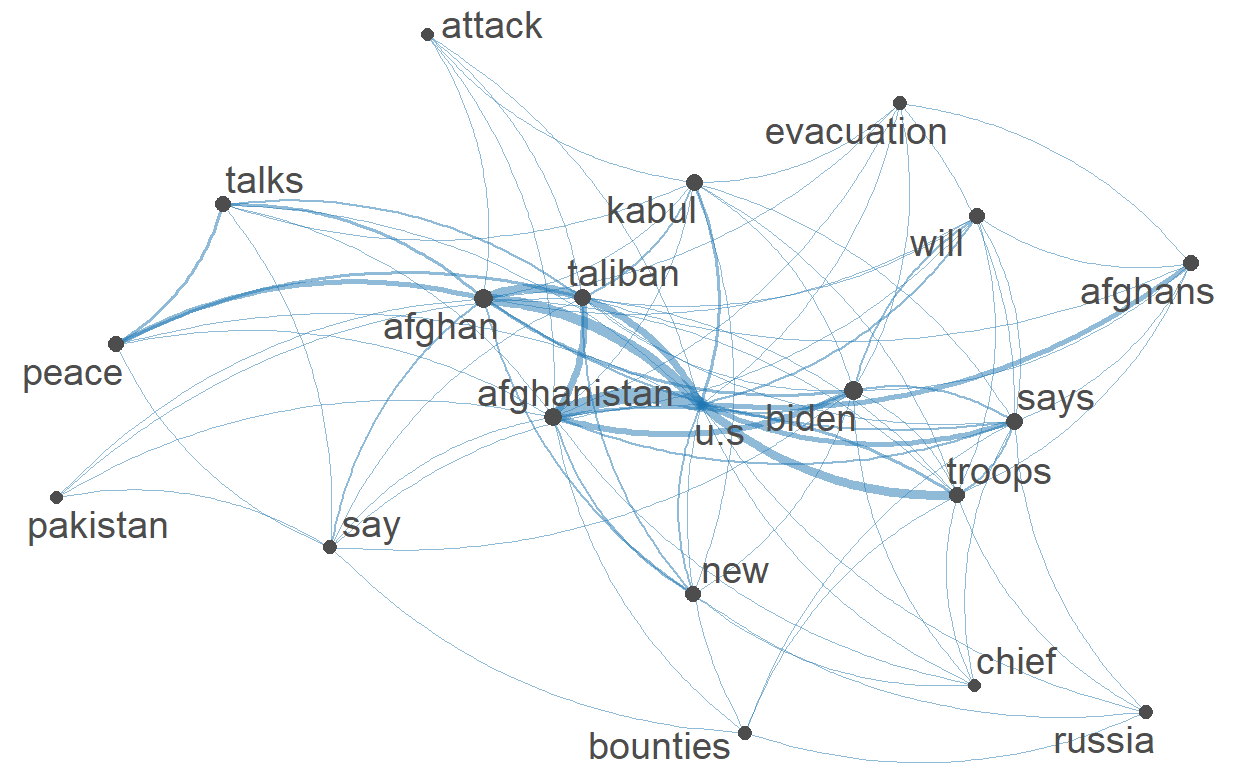 attack
evacuation
talks
kabul
will
taliban
afghans
afghan
peace
afghanistan
says
biden
u.s
troops
pakistan
say
new
chief
russia
bounties